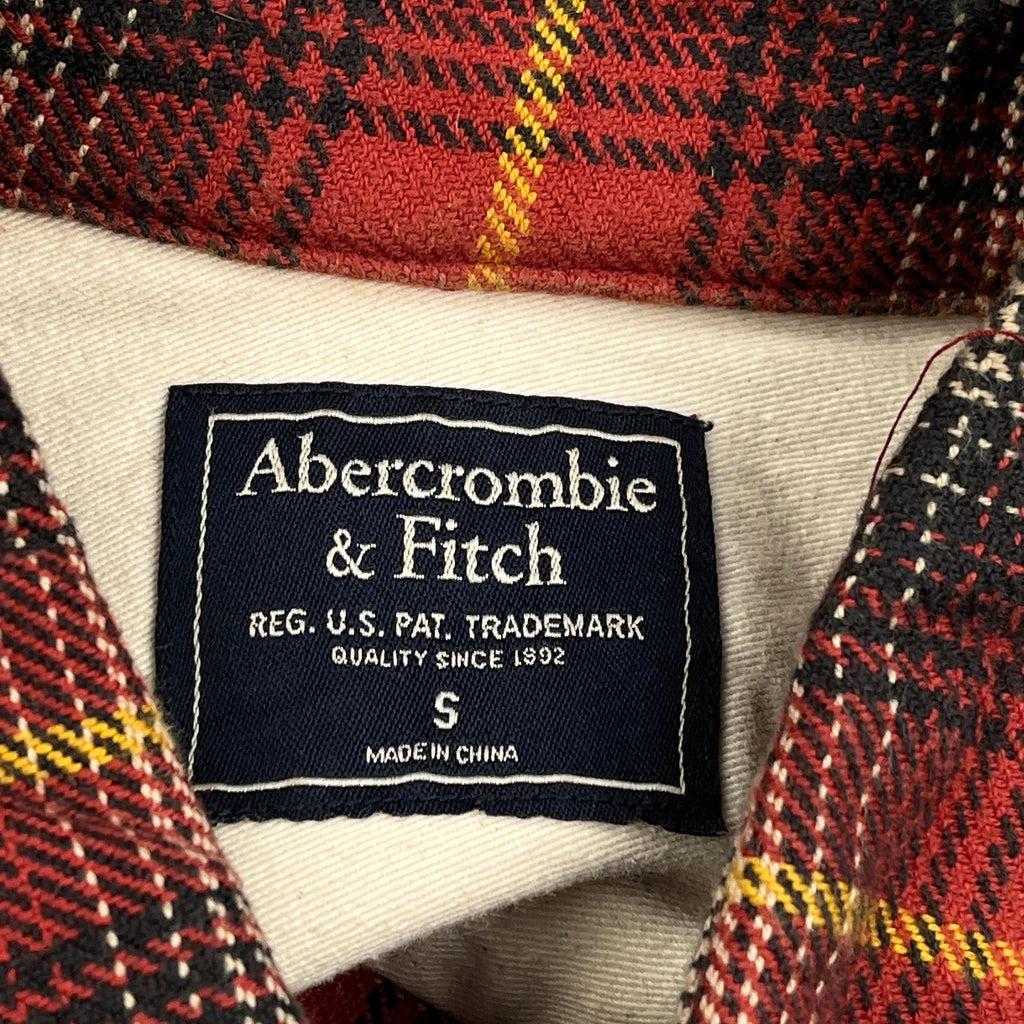 Abercrombie
& Fitch
REG. U.S. PAT. TRADEMARK
QUALITY SINCE 1892
S
MADE IN CHINA